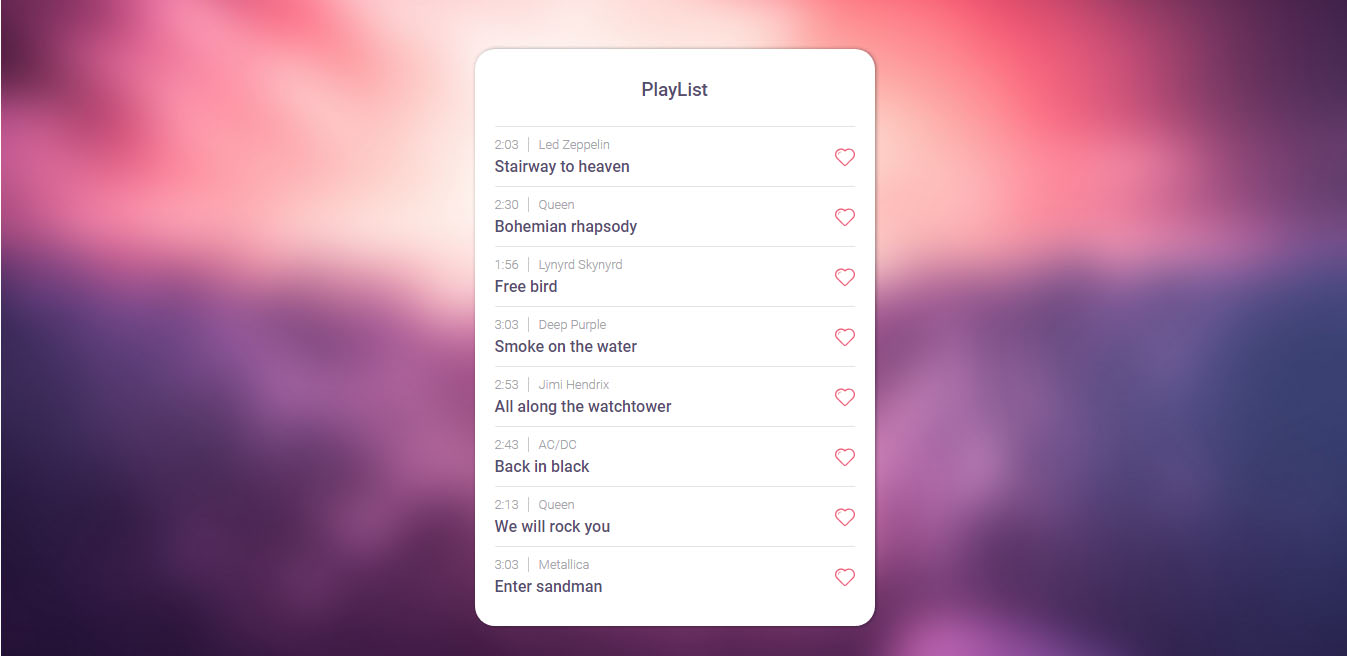 PlayList
2:03 | Led Zeppelin
Stairway to heaven
2:30 | Queen
Bohemian rhapsody
1:56 | Lynyrd Skynyrd
Free bird
3:03 | Deep Purple
Smoke on the water
2:53 | Jimi Hendrix
All along the watchtower
2:43 | AC/DC
Back in black
2:13 | Queen
We will rock you
3:03 | Metallica
Enter sandman